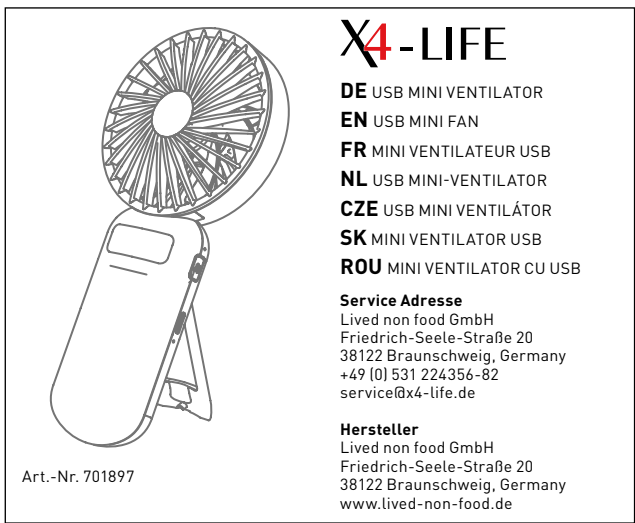 X4-LIFE
DE USB MINI VENTILATOR
EN USB MINI FAN
FR MINI VENTILATEUR USB
NL USB MINI-VENTILATOR
CZE USB MINI VENTILÁTOR
SK MINI VENTILATOR USB
ROU MINI VENTILATOR CU USB
Service Adresse
Lived non food GmbH
Friedrich-Seele-Straße 20
38122 Braunschweig, Germany
+49 (0) 531 224356-82
service@x4-life.de
Hersteller
Lived non food GmbH
Friedrich-Seele-Straße 20
38122 Braunschweig, Germany
www.lived-non-food.de
Art.-Nr. 701897